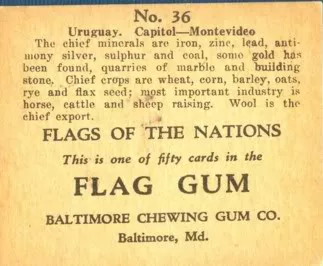 No. 36
Uruguay. Capitol—Montevideo
The chief minerals are iron, zinc, lead, anti-
mony silver, sulphur and coal, some gold has
been found, quarries of marble and building
stone. Chief crops are wheat, corn, barley, oats,
rye and flax seed; most important industry is
horse, cattle and sheep raising. Wool is the
chief export.
FLAGS OF THE NATIONS
This is one of fifty cards in the
FLAG GUM
BALTIMORE CHEWING GUM CO.
Baltimore, Md.